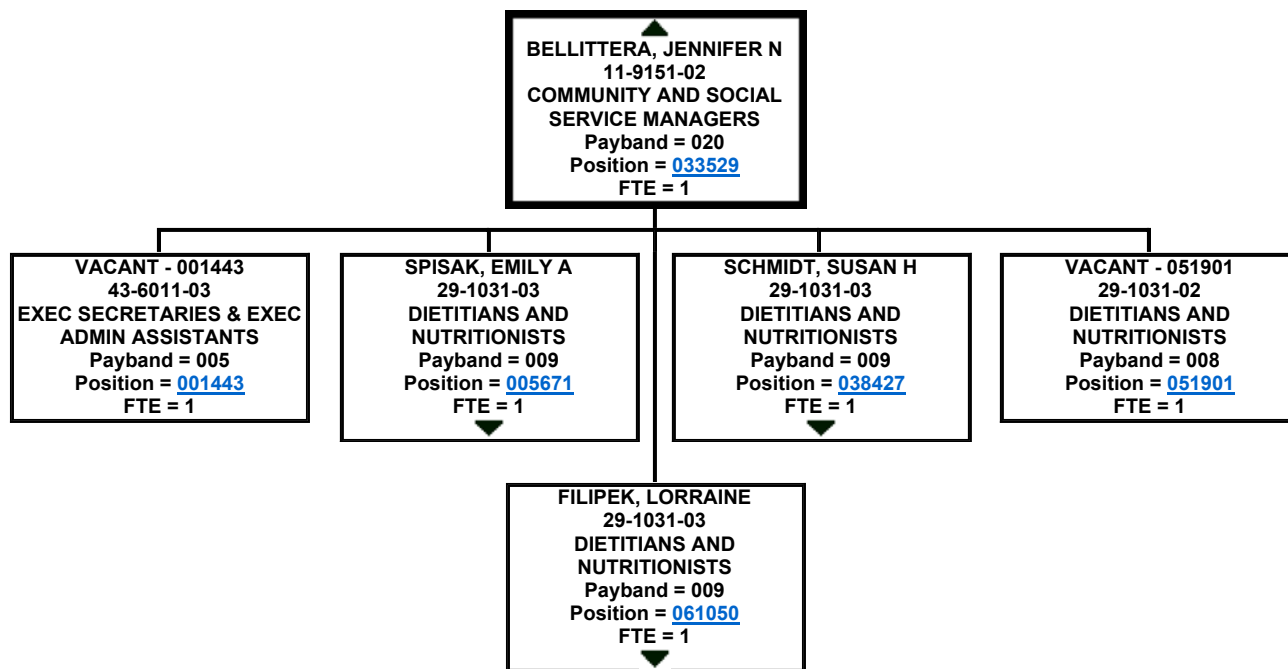 BELLITTERA, JENNIFER N
11-9151-02
COMMUNITY AND SOCIAL
SERVICE MANAGERS
Payband = 020
Position = 033529
FTE = 1
VACANT - 001443
43-6011-03
EXEC SECRETARIES & EXEC
ADMIN ASSISTANTS
Payband = 005
Position = 001443
FTE = 1
SPISAK, EMILY A
29-1031-03
DIETITIANS AND
NUTRITIONISTS
Payband = 009
Position = 005671
FTE = 1
SCHMIDT, SUSAN H
29-1031-03
DIETITIANS AND
NUTRITIONISTS
Payband = 009
Position = 038427
FTE = 1
VACANT - 051901
29-1031-02
DIETITIANS AND
NUTRITIONISTS
Payband = 008
Position = 051901
FTE = 1
FILIPEK, LORRAINE
29-1031-03
DIETITIANS AND
NUTRITIONISTS
Payband = 009
Position = 061050
FTE = 1